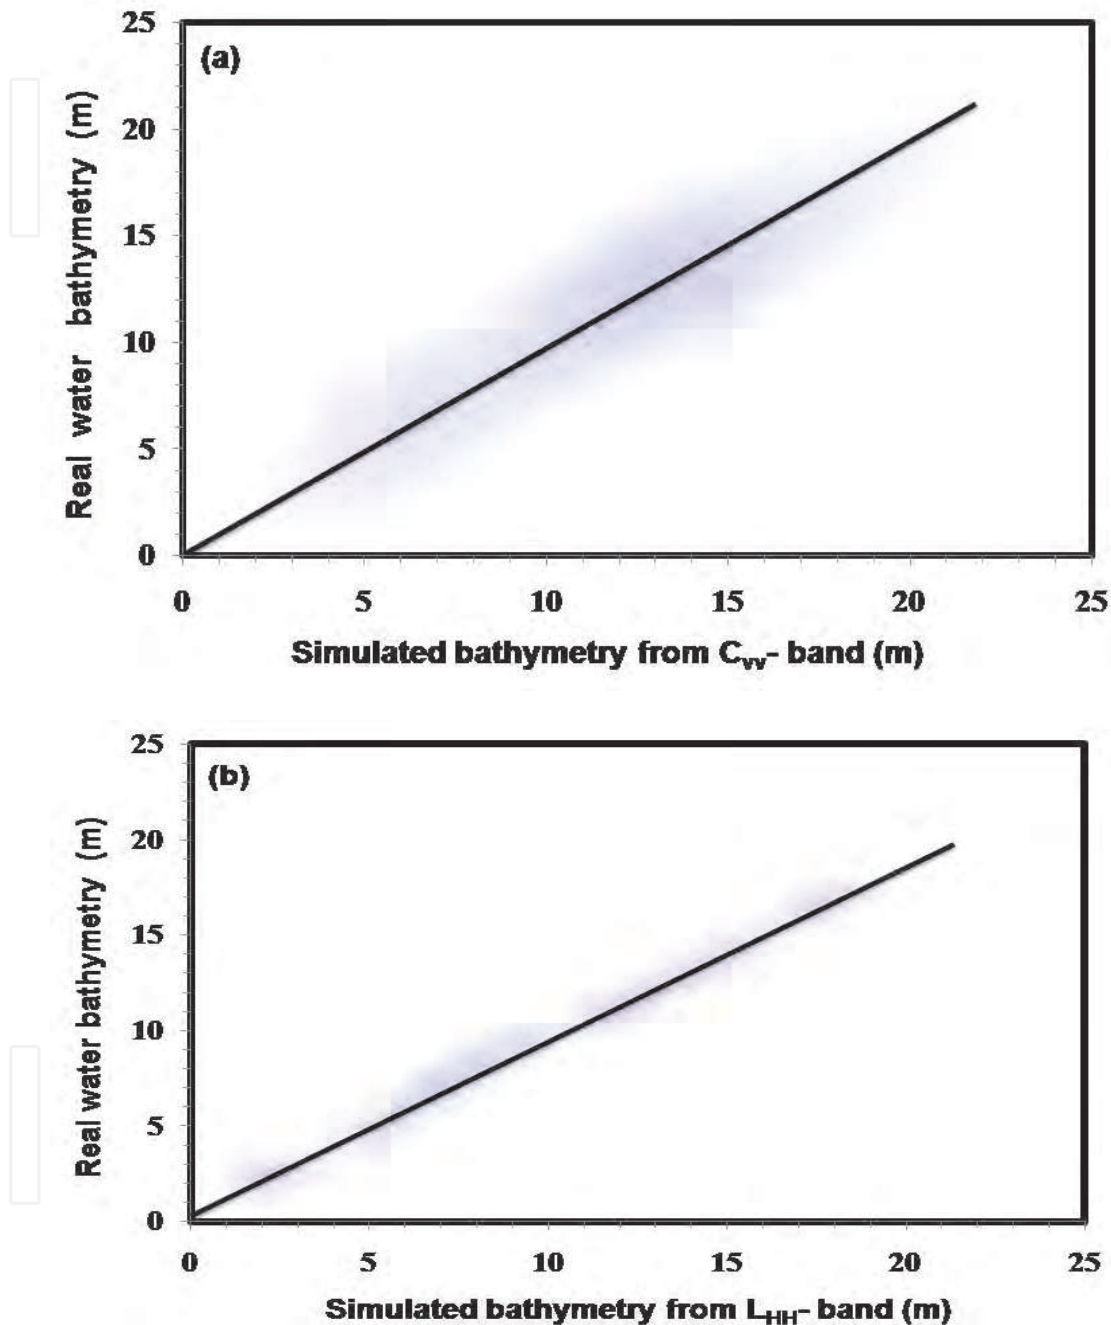 25
(a)
20
15
10
5
0
Real water bathymetry (m)
0 5 10 15 20 25
Simulated bathymetry from Cvv- band (m)
25
(b)
20
15
10
5
0
Real water bathymetry (m)
0 5 10 15 20 25
Simulated bathymetry from LHH- band (m)